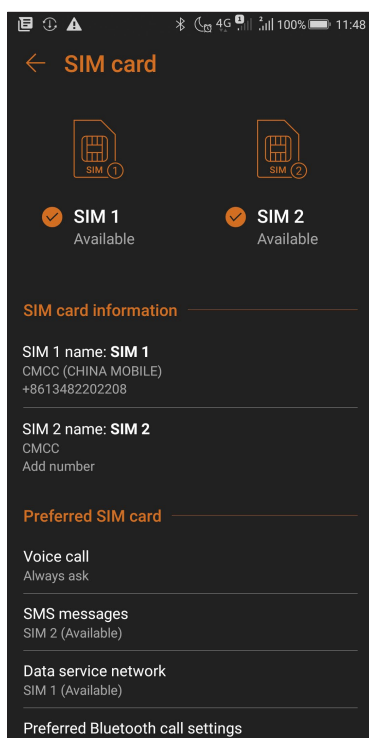 4G 1 2 100% 11:48
SIM card
SIM 1 SIM 2
SIM 1 SIM 2
Available Available
SIM card information
SIM 1 name: SIM 1
CMCC (CHINA MOBILE)
+8613482202208
SIM 2 name: SIM 2
CMCC
Add number
Preferred SIM card
Voice call
Always ask
SMS messages
SIM 2 (Available)
Data service network
SIM 1 (Available)
Preferred Bluetooth call settings